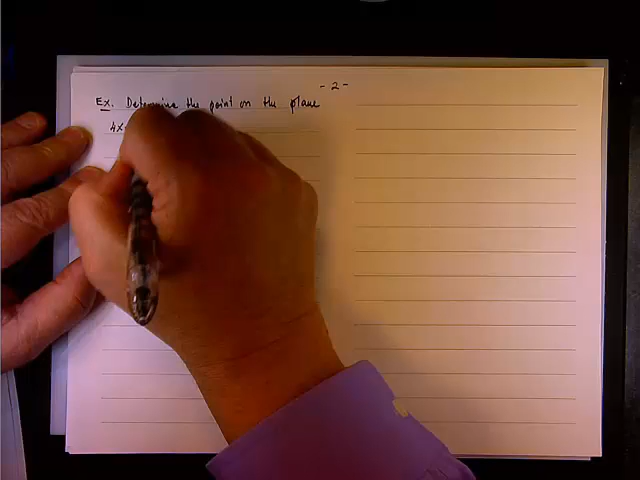 - 2 -
Ex. Determine the point on the plane
4x